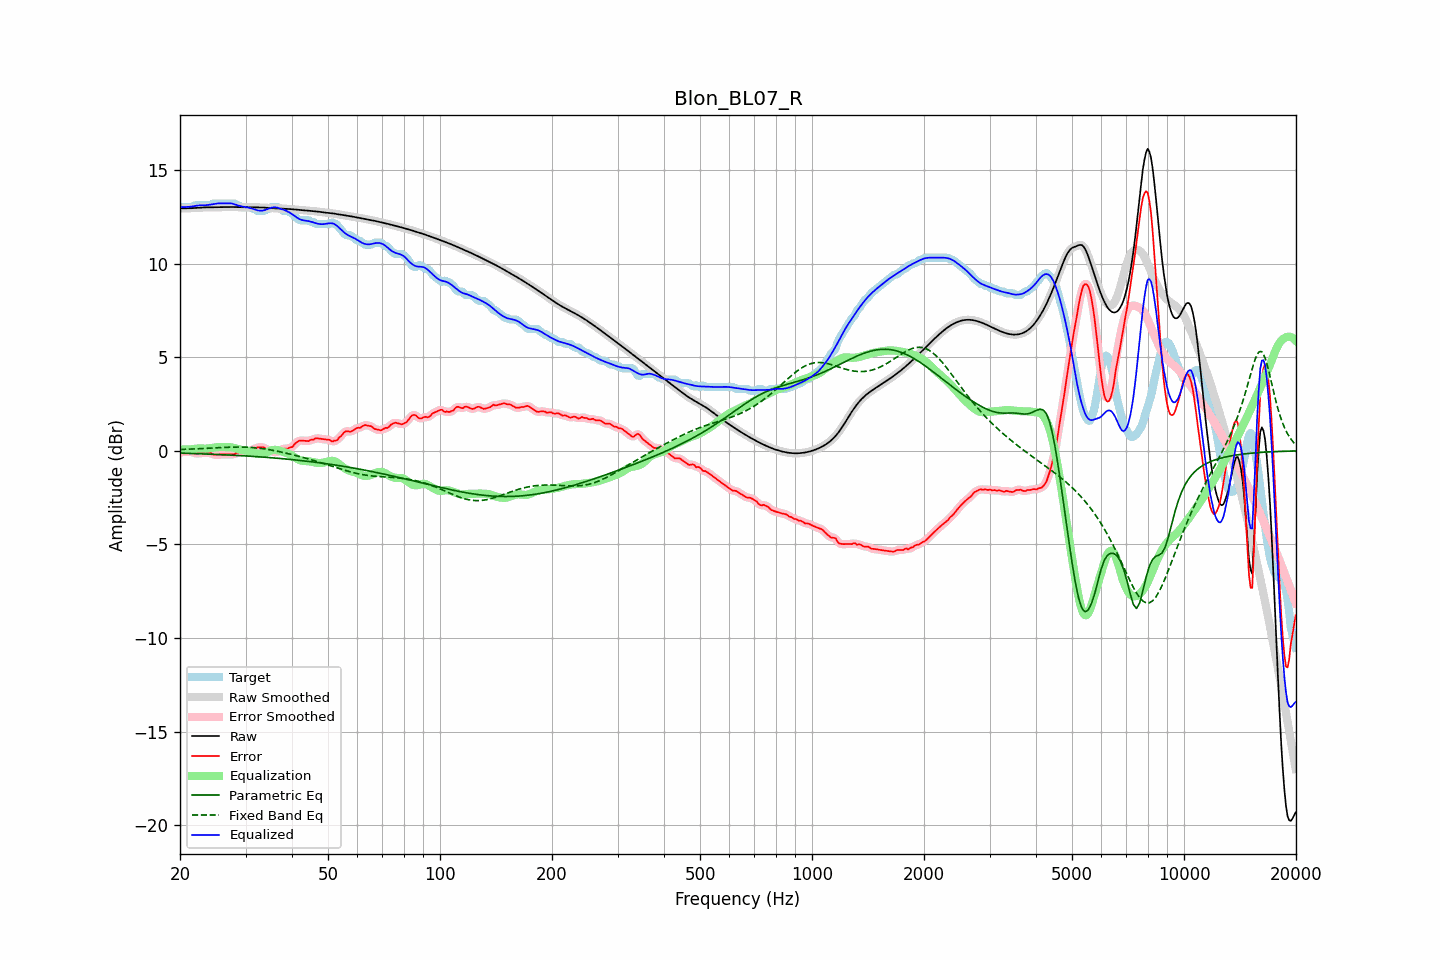 Blon_BL07_R
Amplitude (dBr)
15
10
5
0
−5
−10
−15
−20
Target
Raw Smoothed
Error Smoothed
Raw
Error
Equalization
Parametric Eq
Fixed Band Eq
Equalized
20
50
100
200
500
1000
2000
5000
10000
20000
Frequency (Hz)